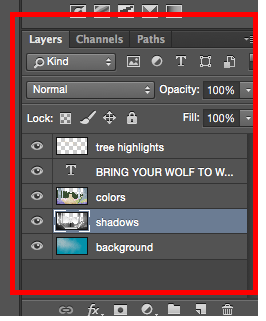 Layers Channels Paths
Kind
Normal Opacity: 100%
Lock: Fill: 100%
tree highlights
T BRING YOUR WOLF TO W...
colors
shadows
background
fx